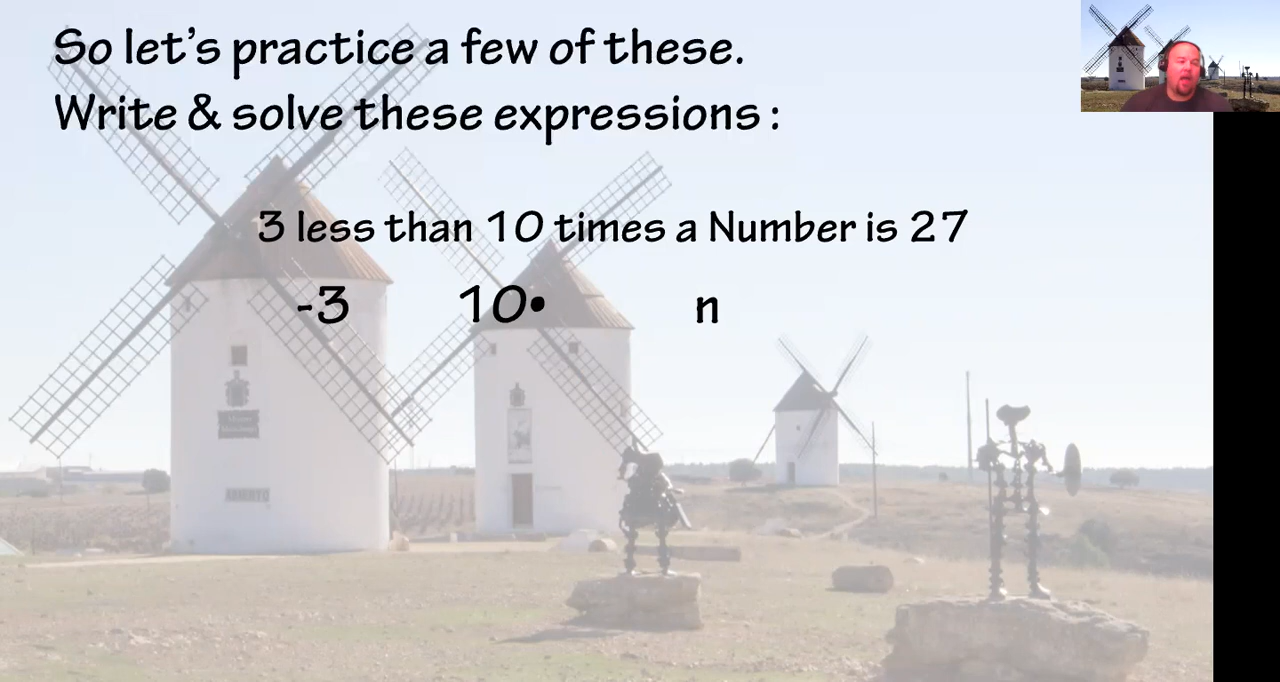 So let's practice a few of these.
Write & solve these expressions :
3 less than 10 times a Number is 27
-3 10• n